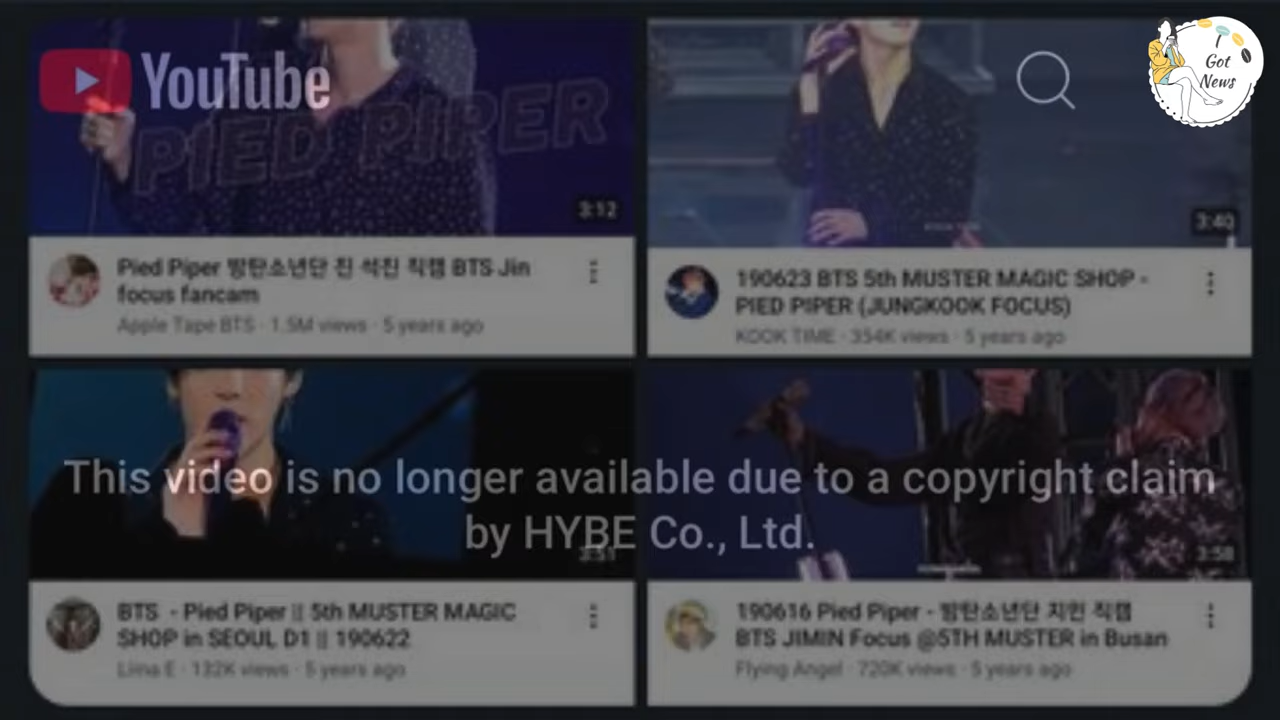 YouTube
I
Got
News
PIED PIPER
3:12
3:40
Pied Piper 방탄소년단 진 석진 직캠 BTS Jin
focus fancam
Apple Tape BTS · 1.5M views · 5 years ago
190623 BTS 5th MUSTER MAGIC SHOP -
PIED PIPER (JUNGKOOK FOCUS)
KOOK TIME · 354K views · 5 years ago
This video is no longer available due to a copyright claim
by HYBE Co., Ltd.
3:51
3:58
BTS - Pied Piper || 5th MUSTER MAGIC
SHOP in SEOUL D1 || 190622
132K views · 5 years ago
190616 Pied Piper - 방탄소년단 지민 직캠
BTS JIMIN Focus @5TH MUSTER in Busan
Flying Angel · 720K views · 5 years ago